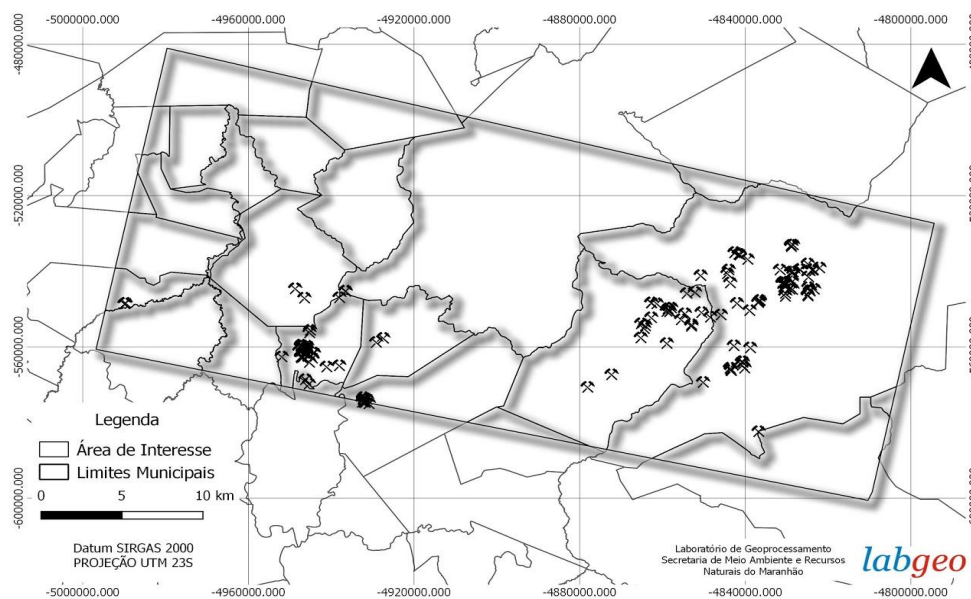 -5000000.000 -4960000.000 -4920000.000 -4880000.000 -4840000.000 -4800000.000
-480000.000
-520000.000
-560000.000
-600000.000
Legenda
Área de Interesse
Limites Municipais
0 5 10 km
Datum SIRGAS 2000
PROJEÇÃO UTM 23S
Laboratório de Geoprocessamento
Secretaria de Meio Ambiente e Recursos
Naturais do Maranhão
labgeo
-5000000.000 -4960000.000 -4920000.000 -4880000.000 -4840000.000 -4800000.000